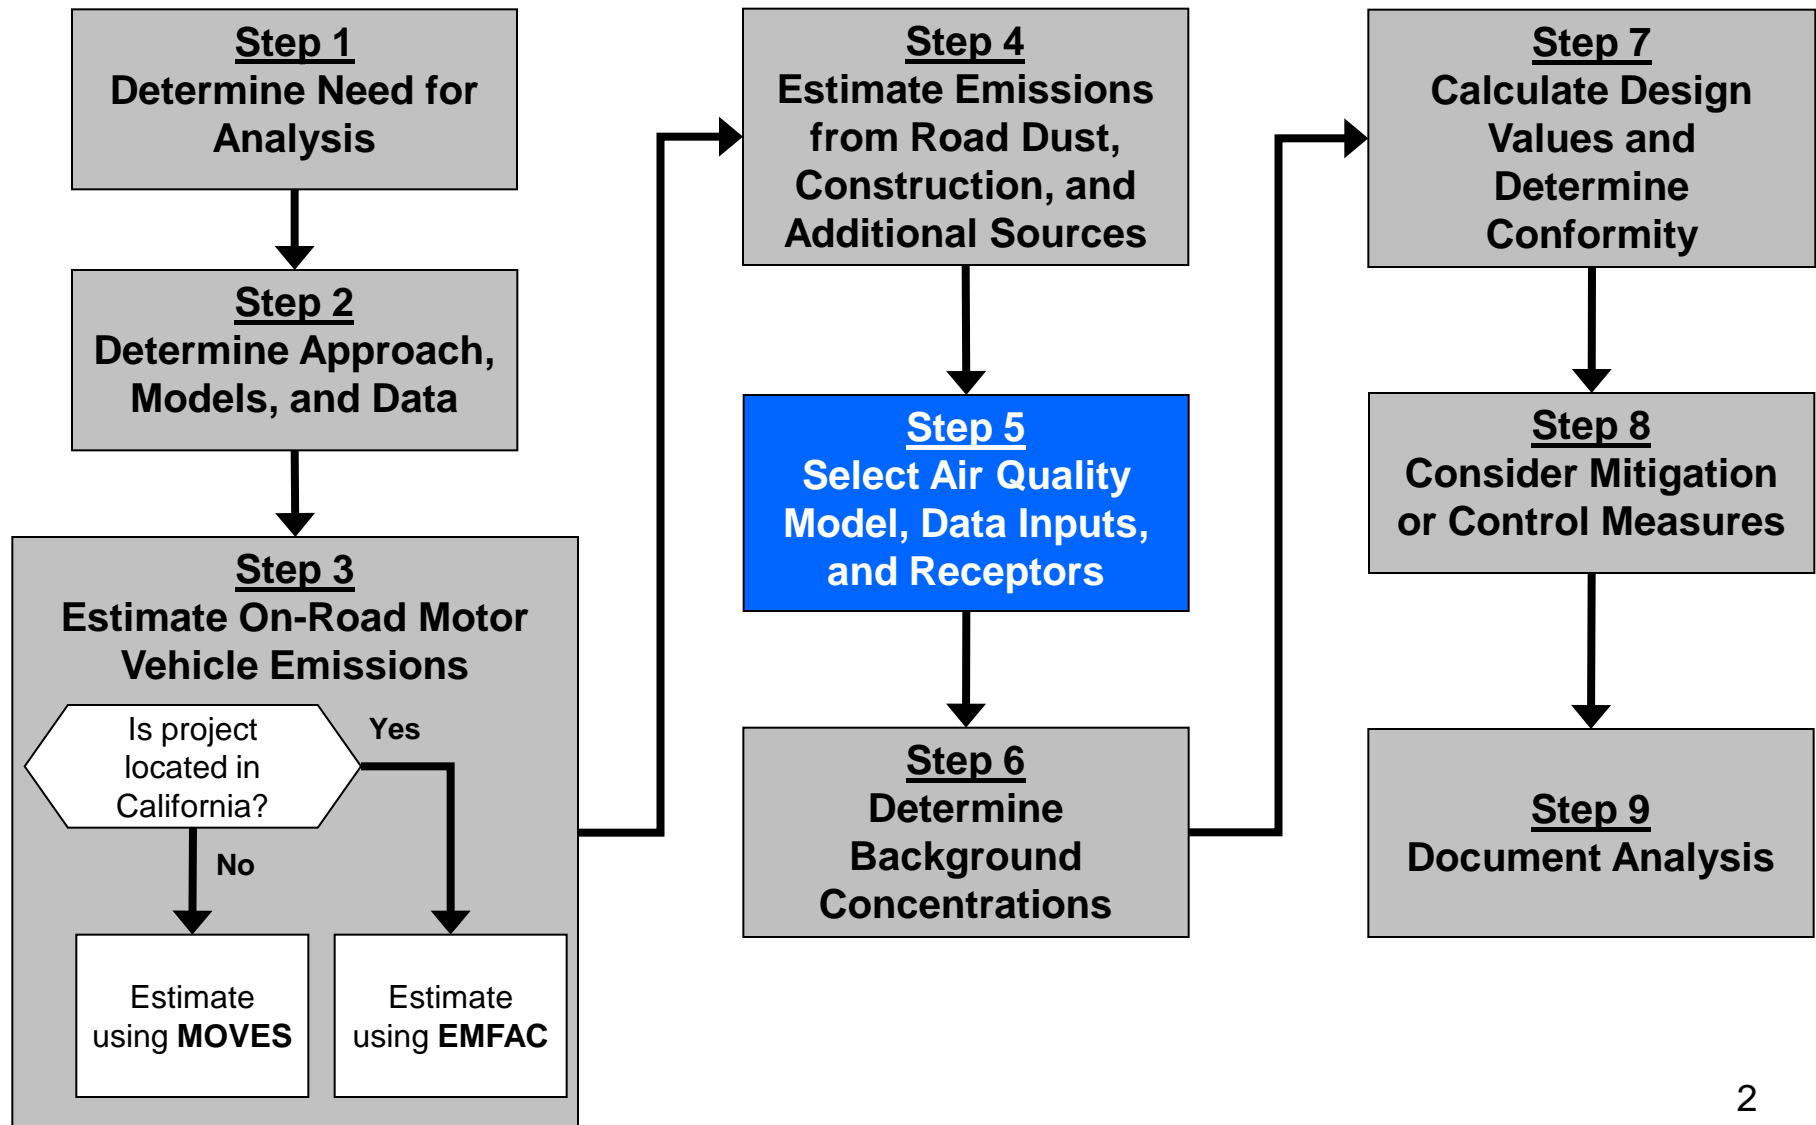 Step 1
Determine Need for
Analysis
Step 2
Determine Approach,
Models, and Data
Step 3
Estimate On-Road Motor
Vehicle Emissions
Is project
located in
California?
Yes
No
Estimate
using MOVES
Estimate
using EMFAC
Step 4
Estimate Emissions
from Road Dust,
Construction, and
Additional Sources
Step 5
Select Air Quality
Model, Data Inputs,
and Receptors
Step 6
Determine
Background
Concentrations
Step 7
Calculate Design
Values and
Determine
Conformity
Step 8
Consider Mitigation
or Control Measures
Step 9
Document Analysis
2